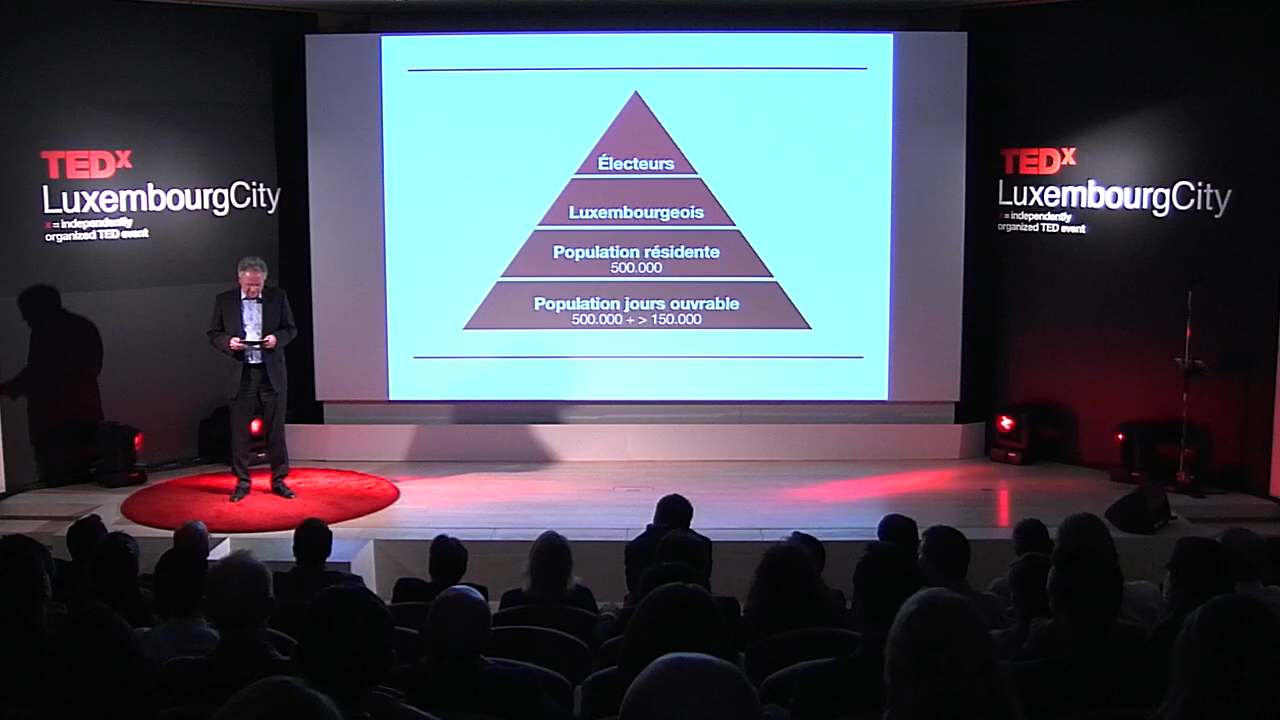 TEDx
LuxembourgCity
x = independently
organized TED event
Électeurs
Luxembourgeois
Population résidente
500.000
Population jours ouvrable
500.000 + > 150.000
TEDx
LuxembourgCity
x = independently
organized TED event